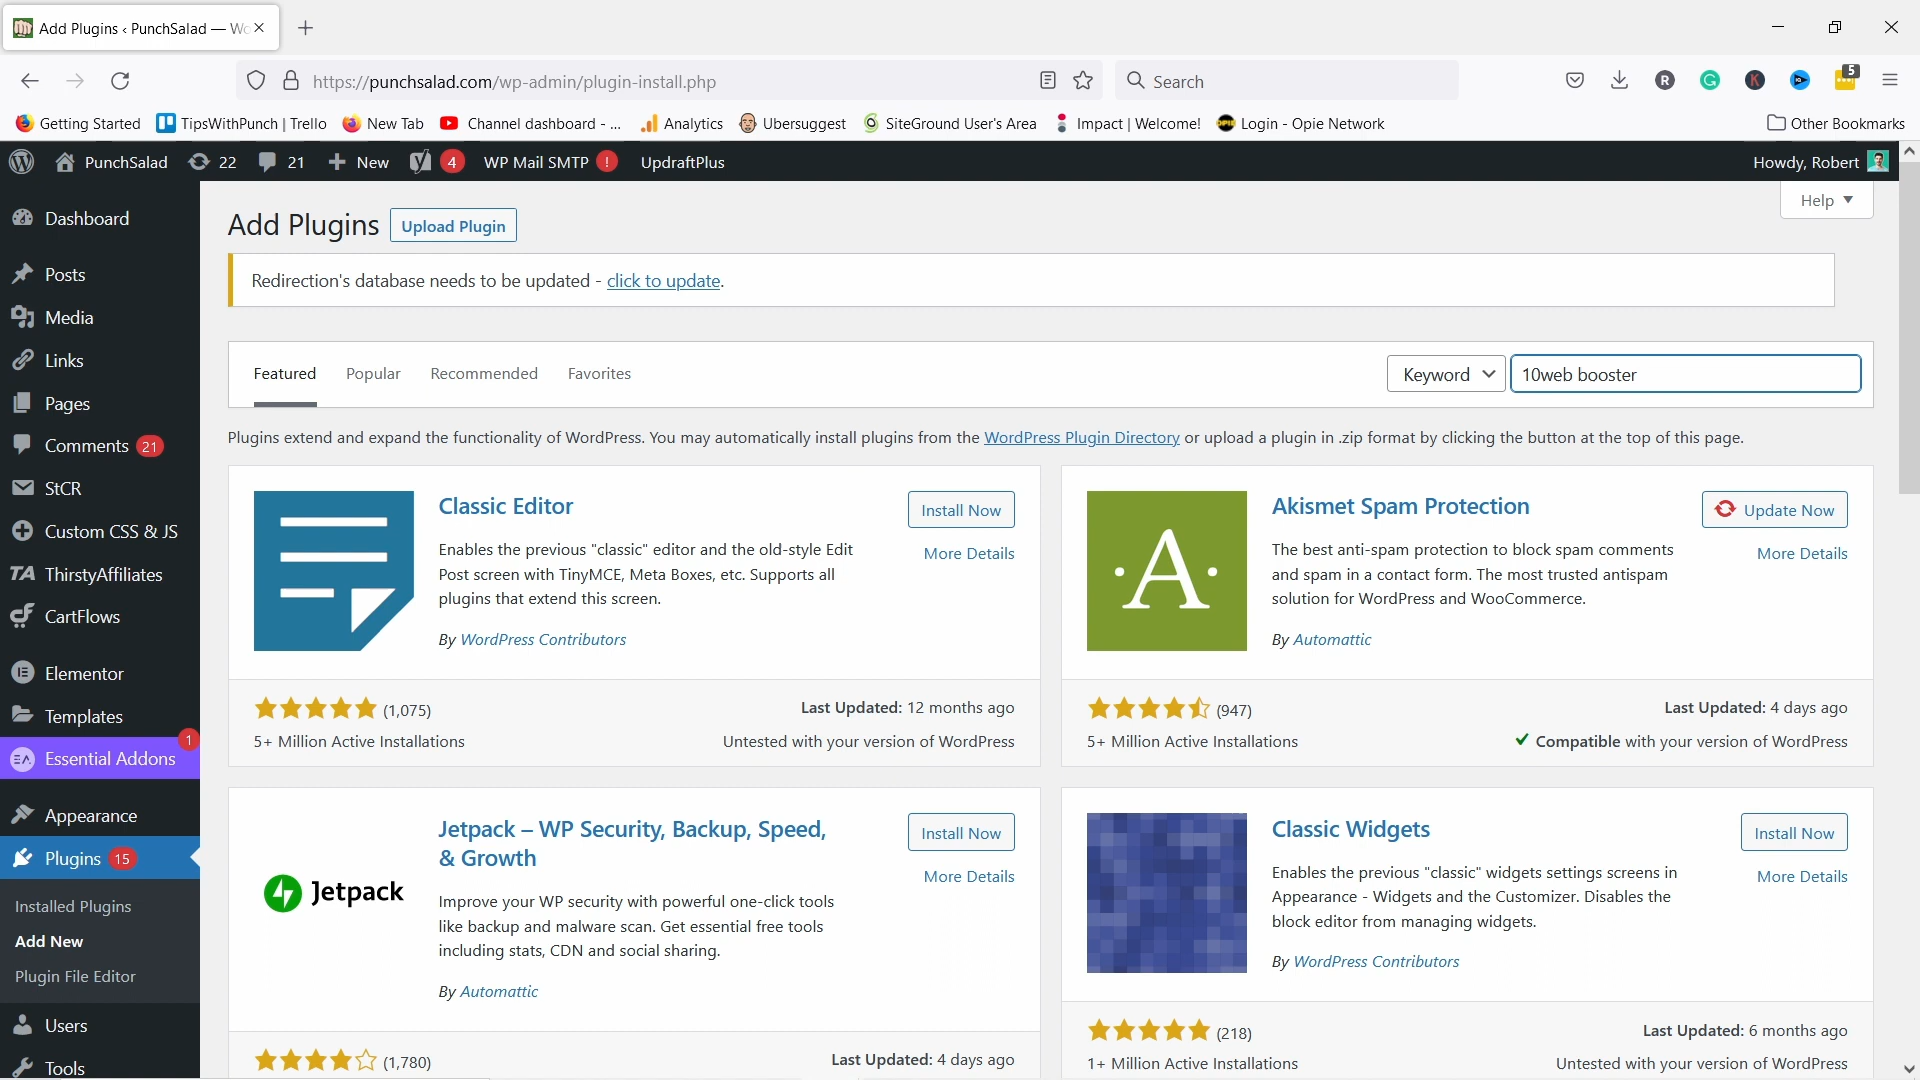 Add Plugins ‹ PunchSalad — Wo
https://punchsalad.com/wp-admin/plugin-install.php
Search
5
Getting Started
TipsWithPunch | Trello
New Tab
Channel dashboard - ...
Analytics
Ubersuggest
SiteGround User's Area
Impact | Welcome!
Login - Opie Network
Other Bookmarks
PunchSalad
22
21
New
4
WP Mail SMTP !
UpdraftPlus
Howdy, Robert
Dashboard
Posts
Media
Links
Pages
Comments 21
StCR
Custom CSS & JS
TA ThirstyAffiliates
CartFlows
Elementor
Templates
1
Essential Addons
Appearance
Plugins 15
Installed Plugins
Add New
Plugin File Editor
Users
Tools
Help
Add Plugins
Upload Plugin
Redirection's database needs to be updated - click to update.
Featured
Popular
Recommended
Favorites
Keyword
10web booster
Plugins extend and expand the functionality of WordPress. You may automatically install plugins from the WordPress Plugin Directory or upload a plugin in .zip format by clicking the button at the top of this page.
Classic Editor
Install Now
More Details
Enables the previous "classic" editor and the old-style Edit
Post screen with TinyMCE, Meta Boxes, etc. Supports all
plugins that extend this screen.
By WordPress Contributors
(1,075)
Last Updated: 12 months ago
5+ Million Active Installations
Untested with your version of WordPress
A
Akismet Spam Protection
Update Now
More Details
The best anti-spam protection to block spam comments
and spam in a contact form. The most trusted antispam
solution for WordPress and WooCommerce.
By Automattic
(947)
Last Updated: 4 days ago
5+ Million Active Installations
Compatible with your version of WordPress
Jetpack
Jetpack – WP Security, Backup, Speed,
& Growth
Install Now
More Details
Improve your WP security with powerful one-click tools
like backup and malware scan. Get essential free tools
including stats, CDN and social sharing.
By Automattic
(1,780)
Last Updated: 4 days ago
Classic Widgets
Install Now
More Details
Enables the previous "classic" widgets settings screens in
Appearance - Widgets and the Customizer. Disables the
block editor from managing widgets.
By WordPress Contributors
(218)
Last Updated: 6 months ago
1+ Million Active Installations
Untested with your version of WordPress